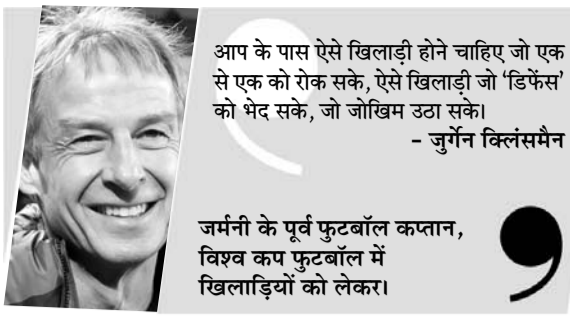 आप के पास ऐसे खिलाड़ी होने चाहिए जो एक
से एक को रोक सके, ऐसे खिलाड़ी जो ‘डिफेंस’
को भेद सके, जो जोखिम उठा सके।
– जुर्गेन क्लिंसमैन
जर्मनी के पूर्व फुटबॉल कप्तान,
विश्व कप फुटबॉल में
खिलाड़ियों को लेकर।